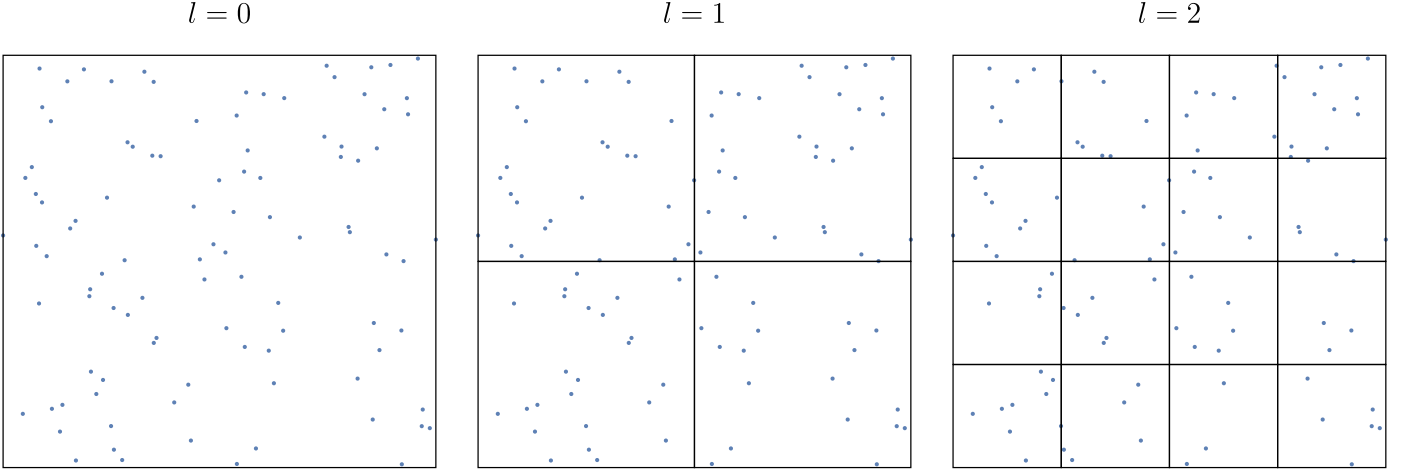 l = 0 l = 1 l = 2